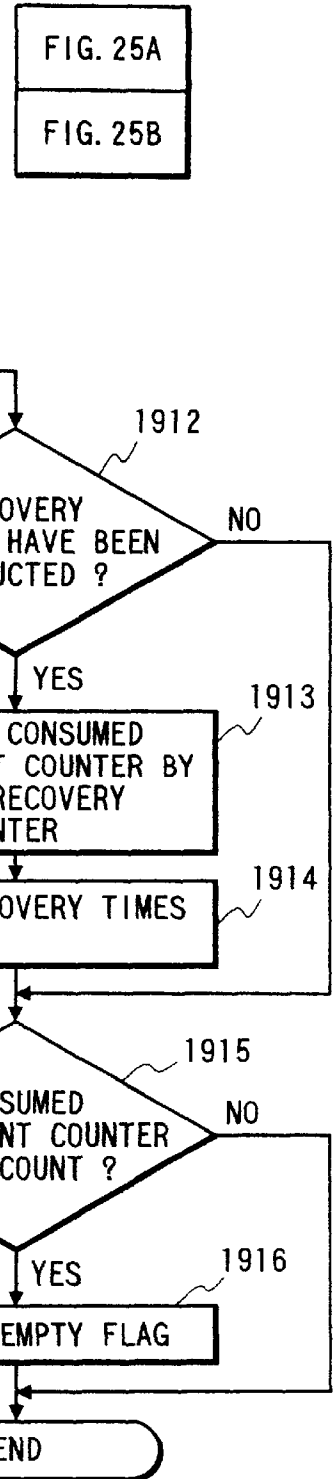 FIG. 25A
FIG. 25B
1912
OVERY
HAVE BEEN
UCTED ?
NO
YES
1913
CONSUMED
T COUNTER BY
RECOVERY
NTER
1914
OVERY TIMES
1915
SUMED
NT COUNTER
COUNT ?
NO
YES
1916
EMPTY FLAG
END